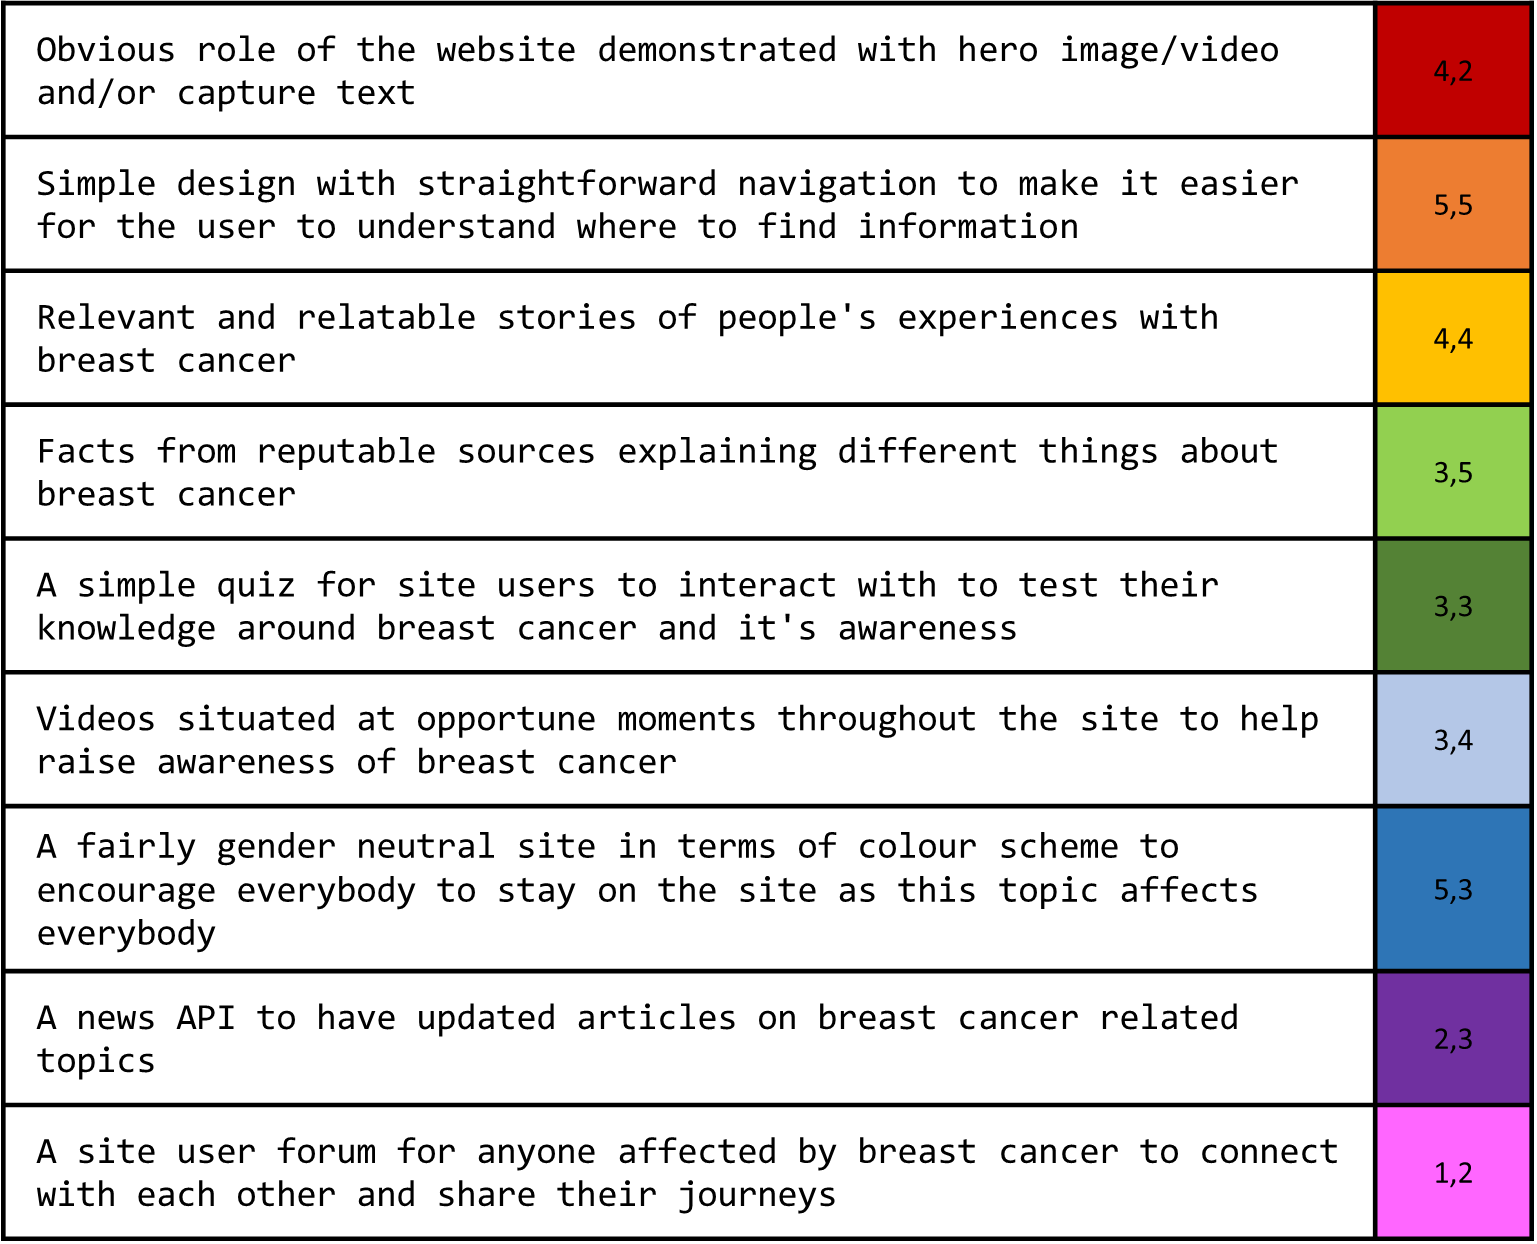 Obvious role of the website demonstrated with hero image/video
and/or capture text
4,2
Simple design with straightforward navigation to make it easier
for the user to understand where to find information
5,5
Relevant and relatable stories of people's experiences with
breast cancer
4,4
Facts from reputable sources explaining different things about
breast cancer
3,5
A simple quiz for site users to interact with to test their
knowledge around breast cancer and it's awareness
3,3
Videos situated at opportune moments throughout the site to help
raise awareness of breast cancer
3,4
A fairly gender neutral site in terms of colour scheme to
encourage everybody to stay on the site as this topic affects
everybody
5,3
A news API to have updated articles on breast cancer related
topics
2,3
A site user forum for anyone affected by breast cancer to connect
with each other and share their journeys
1,2